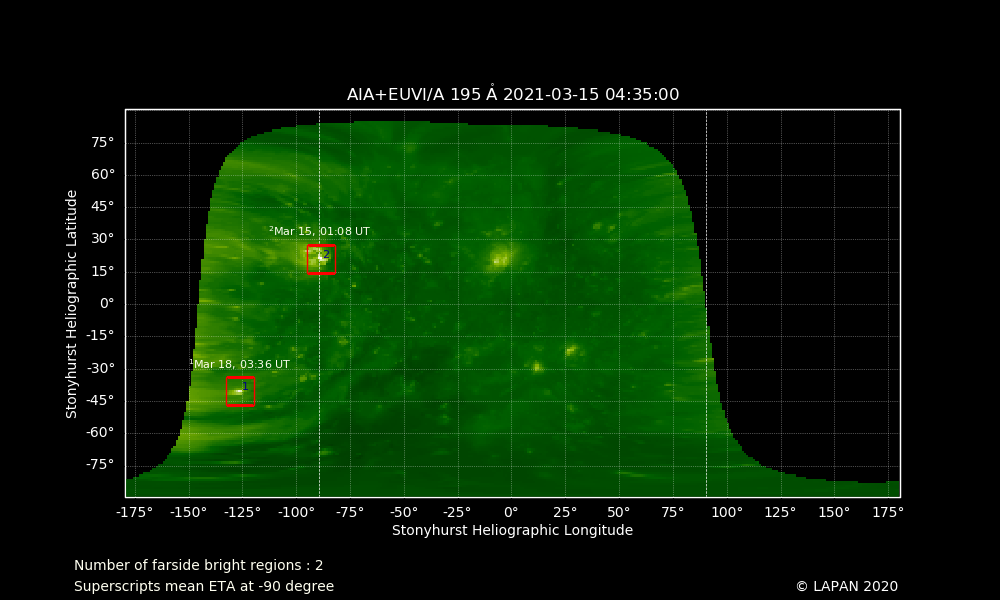 AIA+EUVI/A 195 Å 2021-03-15 04:35:00
Stonyhurst Heliographic Latitude
75°
60°
45°
30°
15°
0°
-15°
-30°
-45°
-60°
-75°
²Mar 15, 01:08 UT
2
¹Mar 18, 03:36 UT
1
-175° -150° -125° -100° -75° -50° -25° 0° 25° 50° 75° 100° 125° 150° 175°
Stonyhurst Heliographic Longitude
Number of farside bright regions : 2
Superscripts mean ETA at -90 degree
© LAPAN 2020